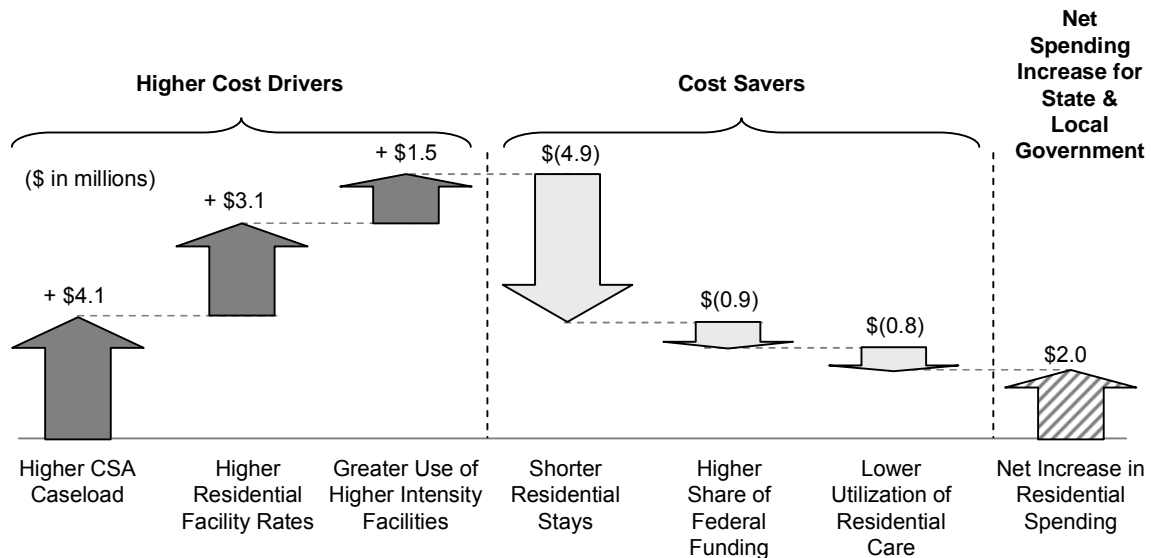 Net
Spending
Increase for
State &
Local
Government
Higher Cost Drivers
Cost Savers
($ in millions)
+ $4.1
+ $3.1
+ $1.5
$(4.9)
$(0.9)
$(0.8)
$2.0
Higher CSA
Caseload
Higher
Residential
Facility Rates
Greater Use of
Higher Intensity
Facilities
Shorter
Residential
Stays
Higher
Share of
Federal
Funding
Lower
Utilization of
Residential
Care
Net Increase in
Residential
Spending